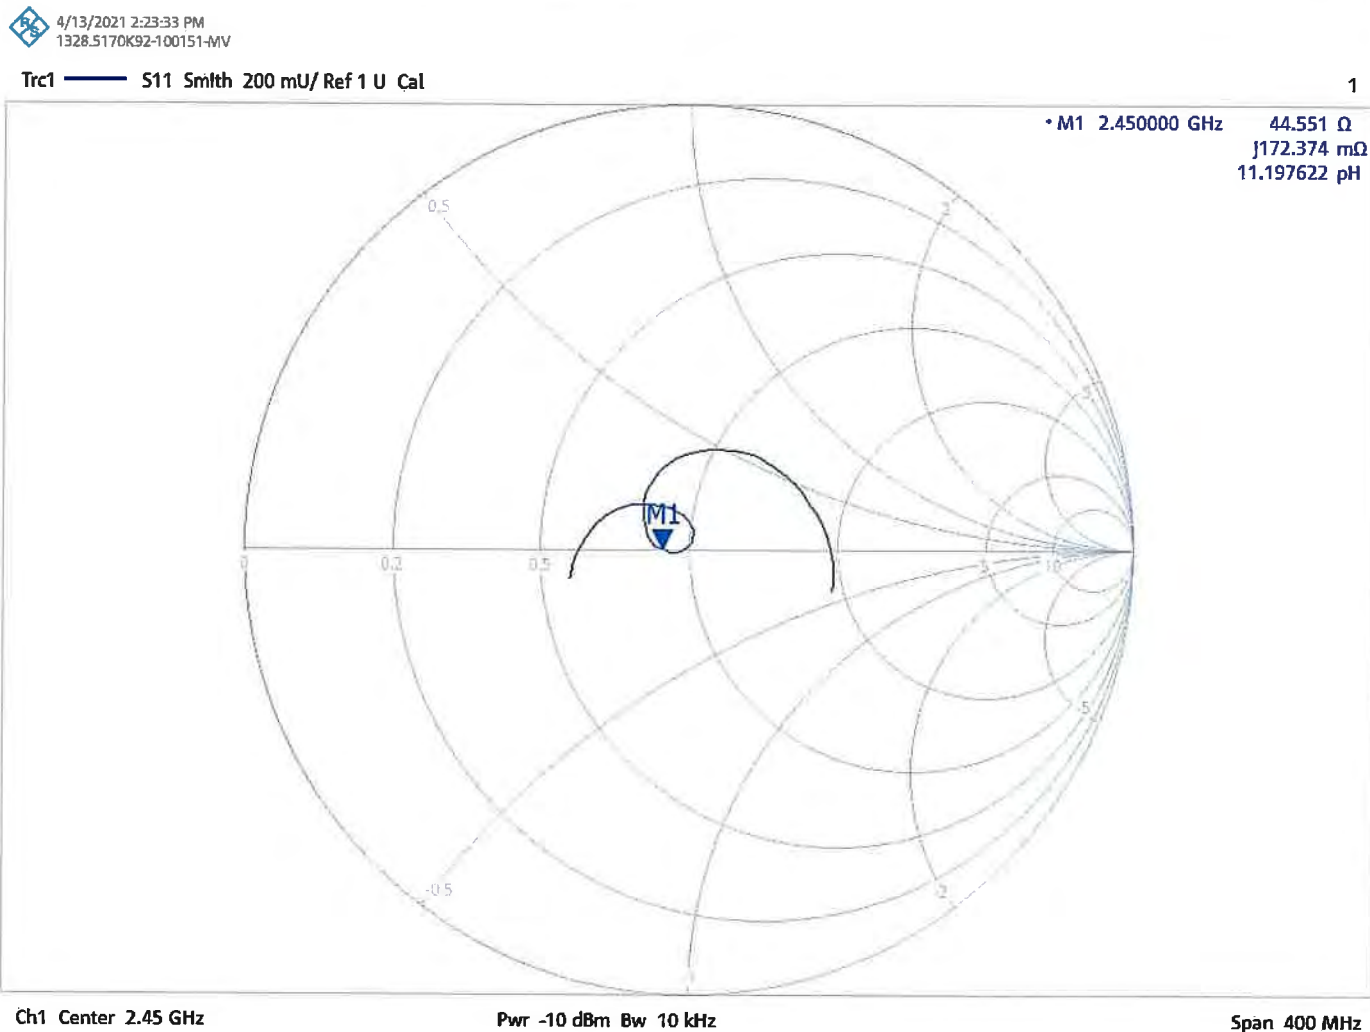 R&S
4/13/2021 2:23:33 PM
1328.5170K92-100151-MV
Trc1 S11 Smith 200 mU/ Ref 1 U Cal
1
• M1 2.450000 GHz 44.551 Ω
j172.374 mΩ
11.197622 pH
0.5
2
5
M1
0 0.2 0.5 5 10
-5
-0.5
-2
Ch1 Center 2.45 GHz Pwr -10 dBm Bw 10 kHz Span 400 MHz